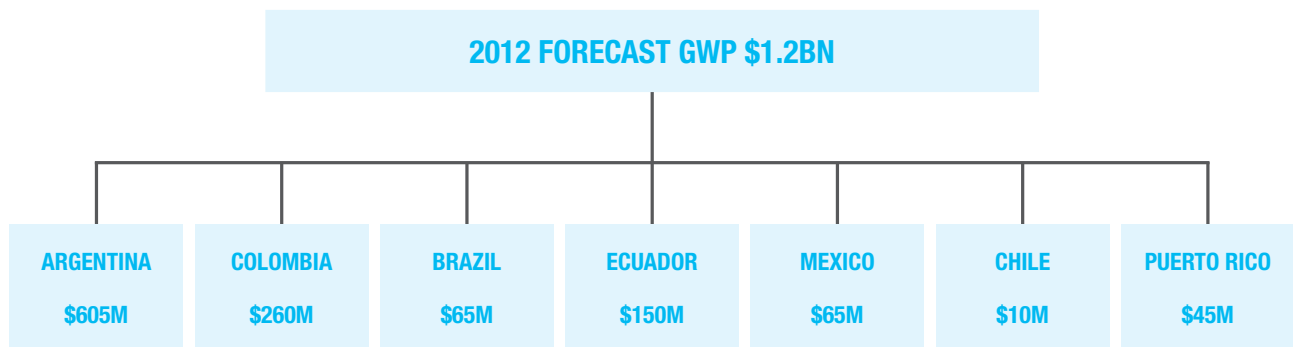 2012 FORECAST GWP $1.2BN
ARGENTINA
$605M
COLOMBIA
$260M
BRAZIL
$65M
ECUADOR
$150M
MEXICO
$65M
CHILE
$10M
PUERTO RICO
$45M